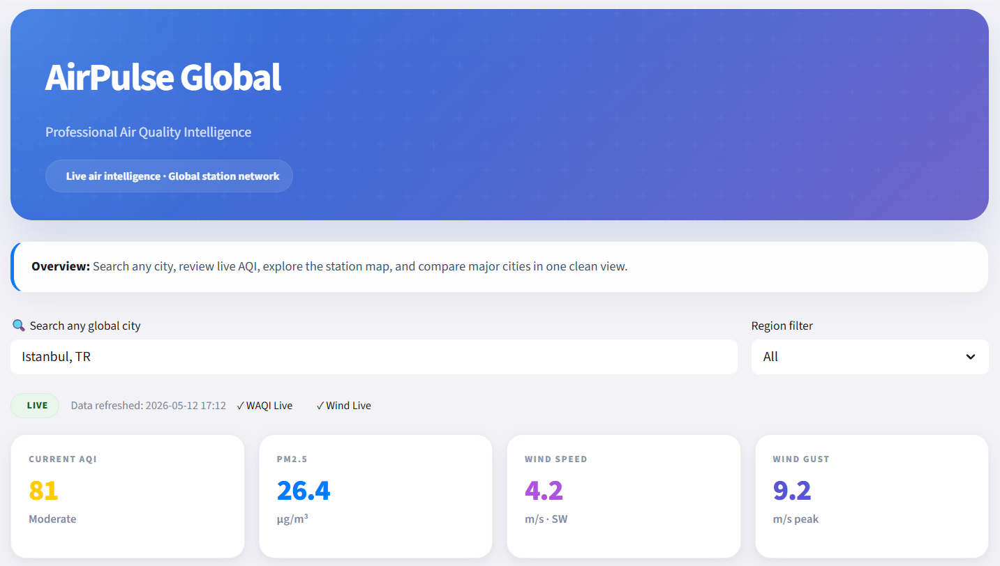 AirPulse Global
Professional Air Quality Intelligence
Live air intelligence · Global station network
Overview: Search any city, review live AQI, explore the station map, and compare major cities in one clean view.
🔍 Search any global city
Region filter
Istanbul, TR
All
LIVE
Data refreshed: 2026-05-12 17:12
✓ WAQI Live
✓ Wind Live
CURRENT AQI
81
Moderate
PM2.5
26.4
µg/m³
WIND SPEED
4.2
m/s · SW
WIND GUST
9.2
m/s peak